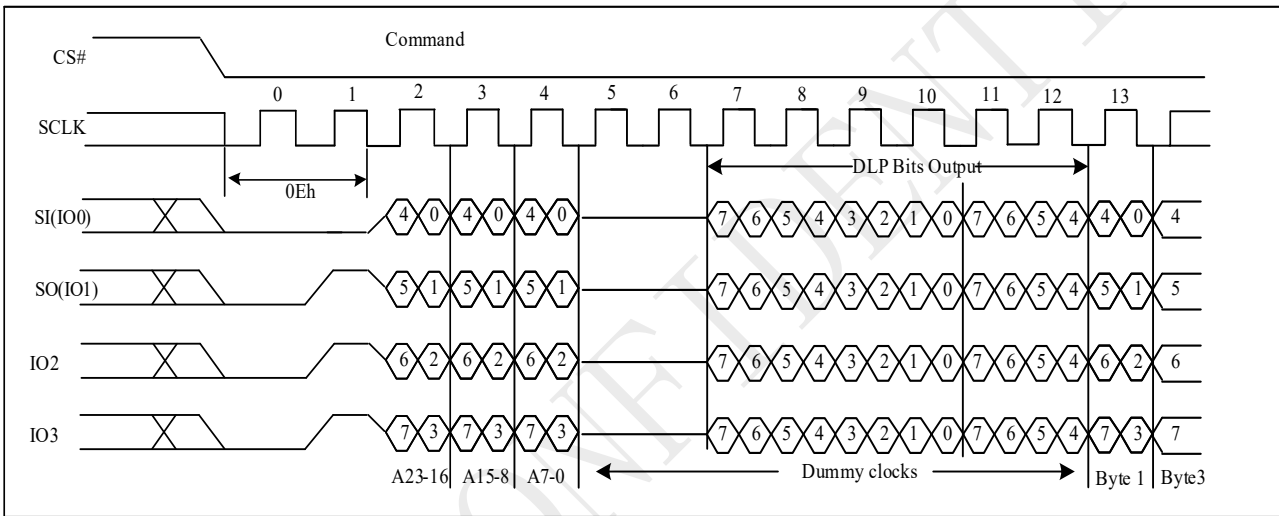 Command
CS#
0 1 2 3 4 5 6 7 8 9 10 11 12 13
SCLK
0Eh
DLP Bits Output
SI(IO0)
4 0 4 0 4 0 7 6 5 4 3 2 1 0 7 6 5 4 4 0 4
SO(IO1)
5 1 5 1 5 1 7 6 5 4 3 2 1 0 7 6 5 4 5 1 5
IO2
6 2 6 2 6 2 7 6 5 4 3 2 1 0 7 6 5 4 6 2 6
IO3
7 3 7 3 7 3 7 6 5 4 3 2 1 0 7 6 5 4 7 3 7
A23-16 A15-8 A7-0 Dummy clocks Byte 1 Byte3
ONFIDENT